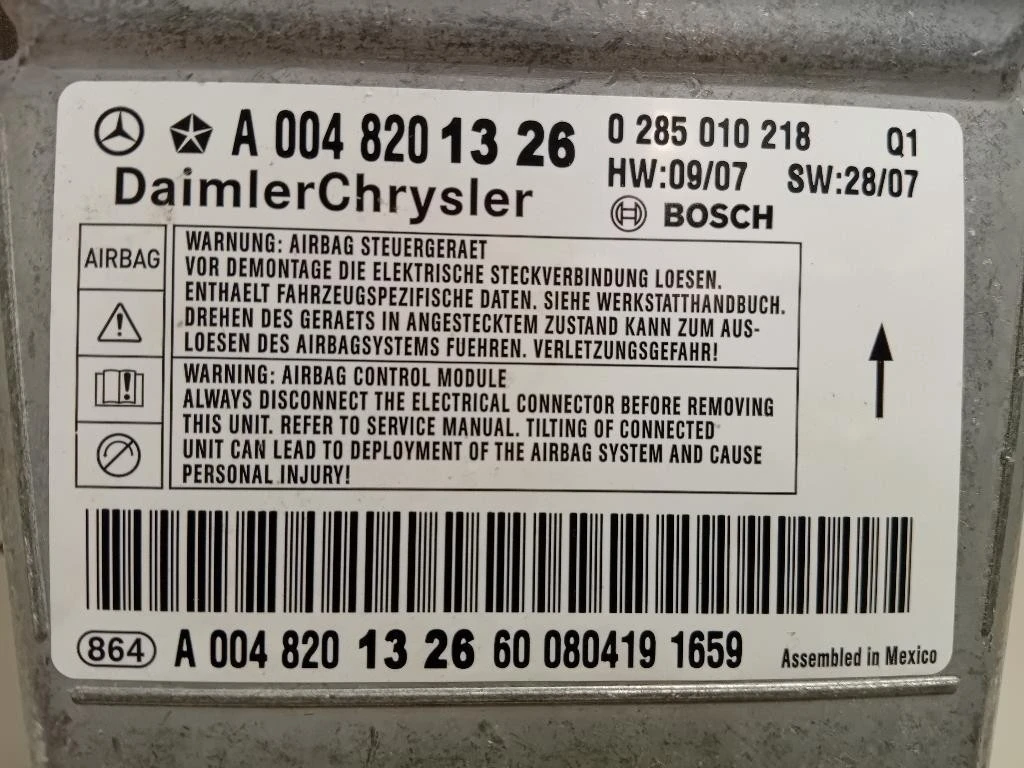 A 004 820 13 26
0 285 010 218 Q1
DaimlerChrysler
HW:09/07 SW:28/07
BOSCH
AIRBAG
WARNUNG: AIRBAG STEUERGERAET
VOR DEMONTAGE DIE ELEKTRISCHE STECKVERBINDUNG LOESEN.
ENTHAELT FAHRZEUGSPEZIFISCHE DATEN. SIEHE WERKSTATTHANDBUCH.
DREHEN DES GERAETS IN ANGESTECKTEM ZUSTAND KANN ZUM AUS-
LOESEN DES AIRBAGSYSTEMS FUEHREN. VERLETZUNGSGEFAHR!
WARNING: AIRBAG CONTROL MODULE
ALWAYS DISCONNECT THE ELECTRICAL CONNECTOR BEFORE REMOVING
THIS UNIT. REFER TO SERVICE MANUAL. TILTING OF CONNECTED
UNIT CAN LEAD TO DEPLOYMENT OF THE AIRBAG SYSTEM AND CAUSE
PERSONAL INJURY!
864 A 004 820 13 26 60 080419 1659 Assembled in Mexico